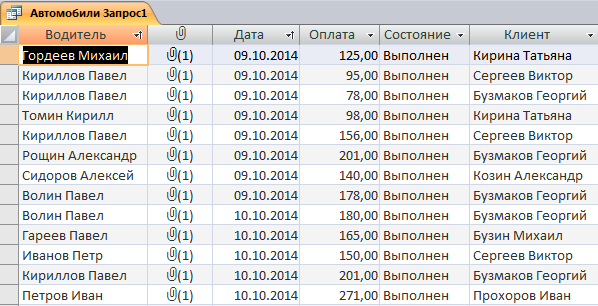 Автомобили Запрос1
Водитель Дата Оплата Состояние Клиент
Гордеев Михаил (1) 09.10.2014 125,00 Выполнен Кирина Татьяна
Кириллов Павел (1) 09.10.2014 95,00 Выполнен Сергеев Виктор
Кириллов Павел (1) 09.10.2014 78,00 Выполнен Бузмаков Георгий
Томин Кирилл (1) 09.10.2014 98,00 Выполнен Кирина Татьяна
Кириллов Павел (1) 09.10.2014 156,00 Выполнен Сергеев Виктор
Рощин Александр (1) 09.10.2014 201,00 Выполнен Бузмаков Георгий
Сидоров Алексей (1) 09.10.2014 140,00 Выполнен Козин Александр
Волин Павел (1) 09.10.2014 178,00 Выполнен Бузмаков Георгий
Волин Павел (1) 10.10.2014 180,00 Выполнен Бузмаков Георгий
Гареев Павел (1) 10.10.2014 165,00 Выполнен Бузин Михаил
Иванов Петр (1) 10.10.2014 150,00 Выполнен Сергеев Виктор
Кириллов Павел (1) 10.10.2014 201,00 Выполнен Бузмаков Георгий
Петров Иван (1) 10.10.2014 271,00 Выполнен Прохоров Иван